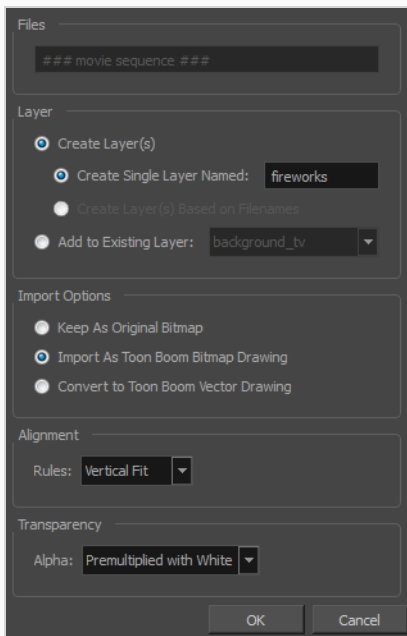 Files
### movie sequence ###
Layer
Create Layer(s)
Create Single Layer Named: fireworks
Create Layer(s) Based on Filenames
Add to Existing Layer: background_tv
Import Options
Keep As Original Bitmap
Import As Toon Boom Bitmap Drawing
Convert to Toon Boom Vector Drawing
Alignment
Rules: Vertical Fit
Transparency
Alpha: Premultiplied with White
OK Cancel